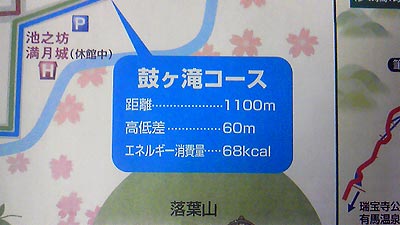 P
池之坊
満月城(休館中)
H
鼓ヶ滝コース
距離…………………1100m
高低差……………60m
エネルギー消費量……68kcal
落葉山
瑞宝寺公
有馬温泉